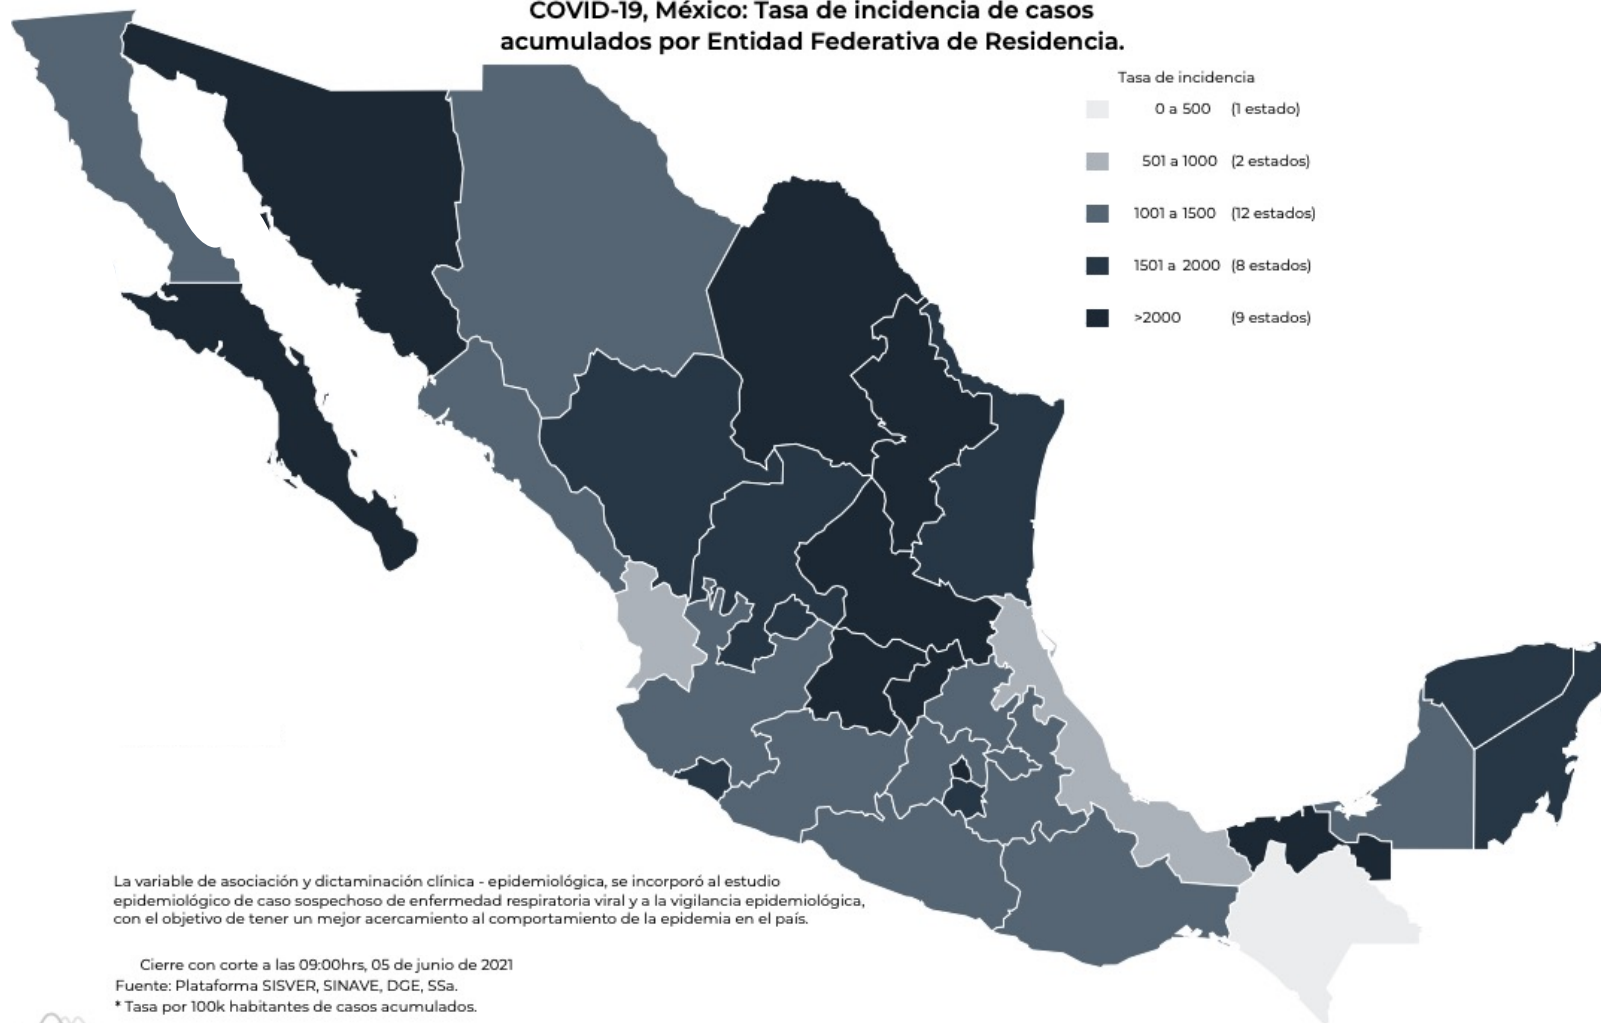 COVID-19, México: Tasa de incidencia de casos
acumulados por Entidad Federativa de Residencia.
Tasa de incidencia
0 a 500 (1 estado)
501 a 1000 (2 estados)
1001 a 1500 (12 estados)
1501 a 2000 (8 estados)
>2000 (9 estados)
La variable de asociación y dictaminación clínica - epidemiológica, se incorporó al estudio
epidemiológico de caso sospechoso de enfermedad respiratoria viral y a la vigilancia epidemiológica,
con el objetivo de tener un mejor acercamiento al comportamiento de la epidemia en el país.
Cierre con corte a las 09:00hrs, 05 de junio de 2021
Fuente: Plataforma SISVER, SINAVE, DGE, SSa.
* Tasa por 100k habitantes de casos acumulados.